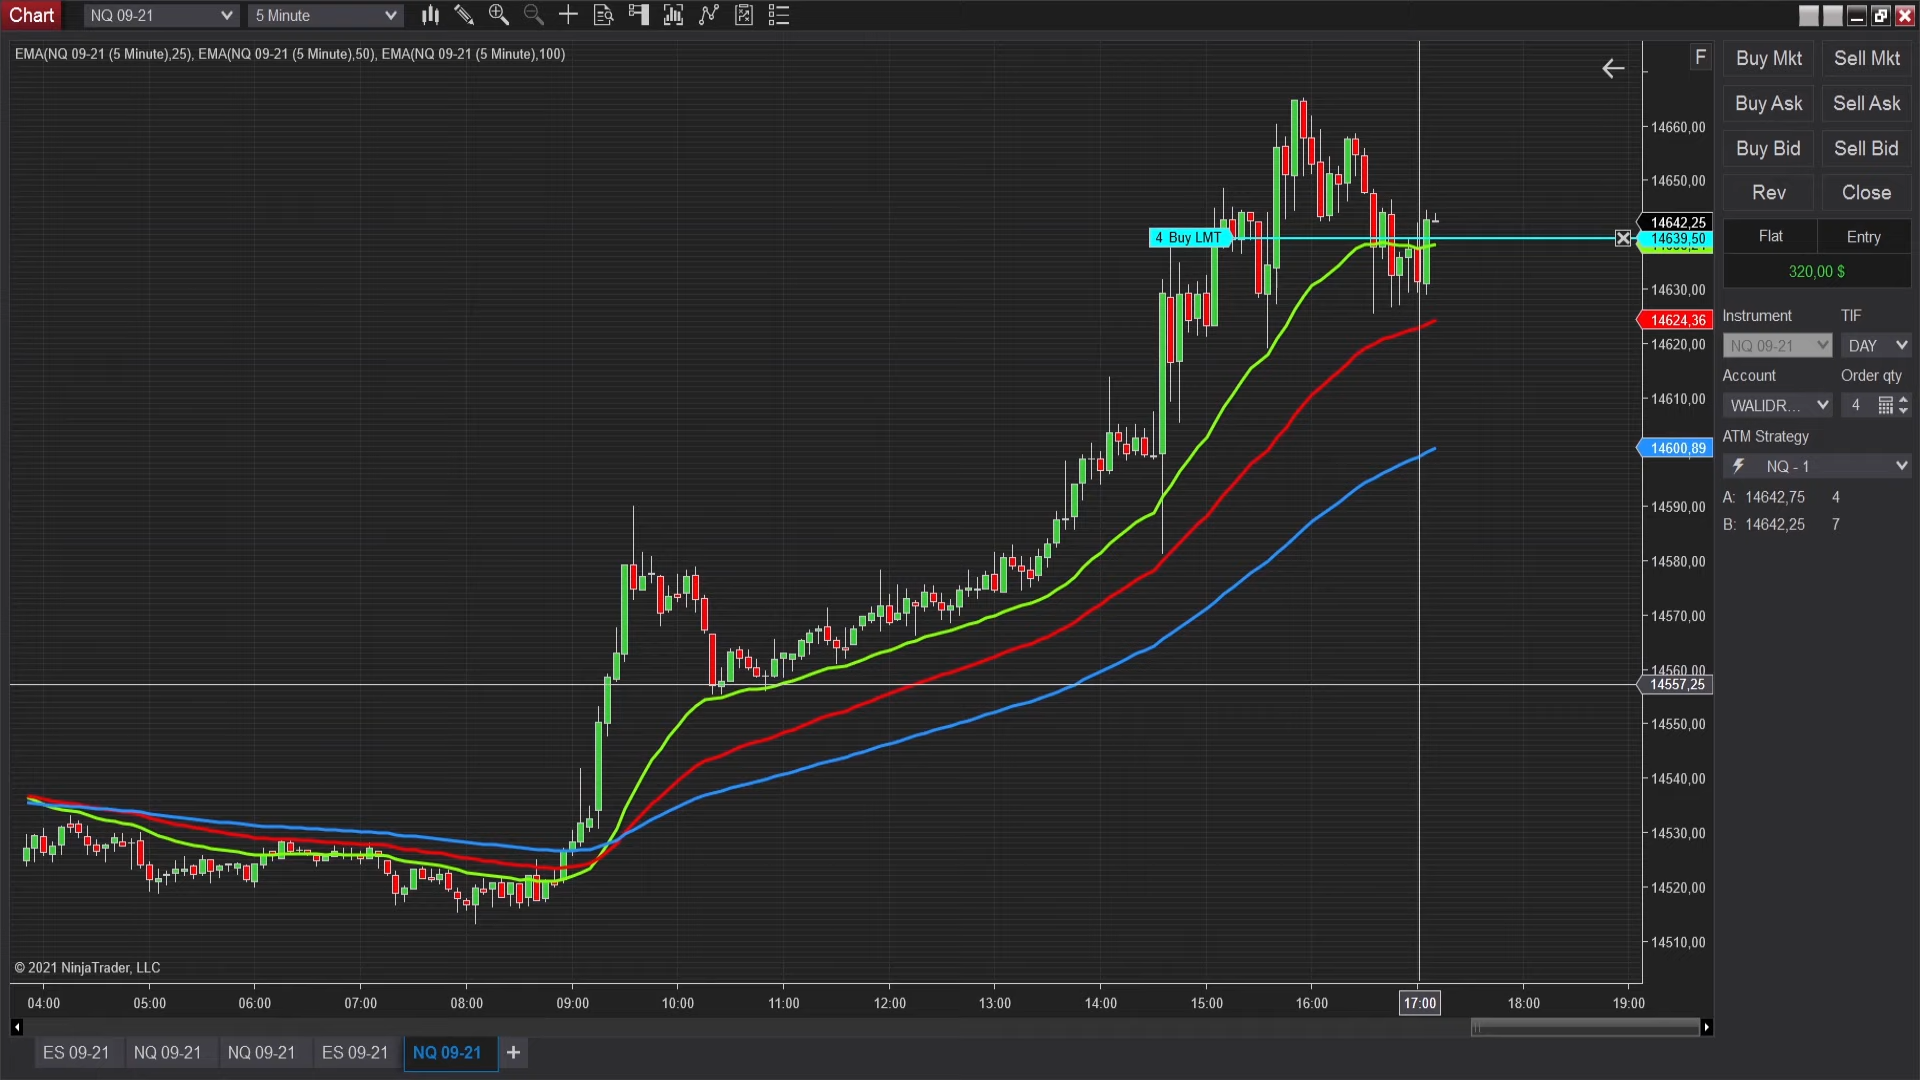 Chart
NQ 09-21
5 Minute
EMA(NQ 09-21 (5 Minute),25), EMA(NQ 09-21 (5 Minute),50), EMA(NQ 09-21 (5 Minute),100)
F
Buy Mkt Sell Mkt
Buy Ask Sell Ask
Buy Bid Sell Bid
Rev Close
Flat Entry
320,00 $
Instrument TIF
NQ 09-21 DAY
Account Order qty
WALIDR... 4
ATM Strategy
NQ - 1
A: 14642,75 4
B: 14642,25 7
4 Buy LMT
14660,00
14650,00
14642,25
14639,50
14630,00
14624,36
14620,00
14610,00
14600,89
14590,00
14580,00
14570,00
14560,00
14557,25
14550,00
14540,00
14530,00
14520,00
14510,00
© 2021 NinjaTrader, LLC
04:00 05:00 06:00 07:00 08:00 09:00 10:00 11:00 12:00 13:00 14:00 15:00 16:00 17:00 18:00 19:00
ES 09-21 NQ 09-21 NQ 09-21 ES 09-21 NQ 09-21 +